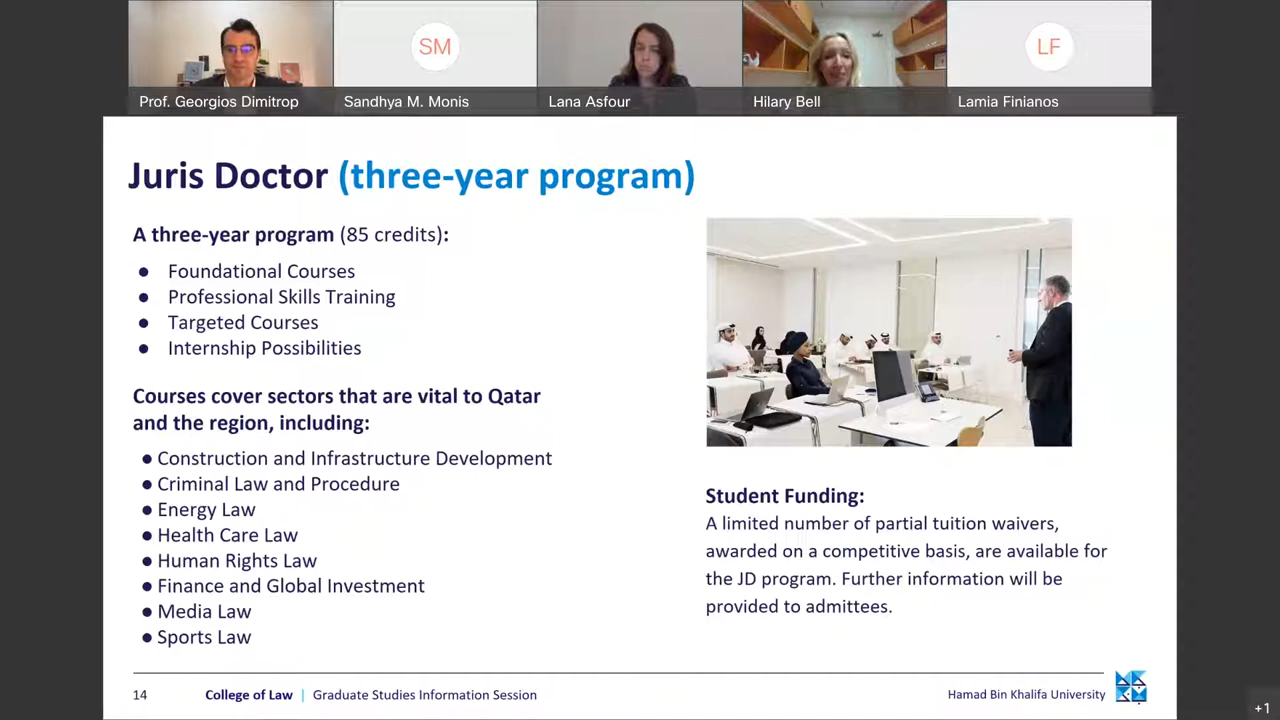 SM
LF
Prof. Georgios Dimitrop
Sandhya M. Monis
Lana Asfour
Hilary Bell
Lamia Finianos
Juris Doctor (three-year program)
A three-year program (85 credits):
● Foundational Courses
● Professional Skills Training
● Targeted Courses
● Internship Possibilities
Courses cover sectors that are vital to Qatar
and the region, including:
● Construction and Infrastructure Development
● Criminal Law and Procedure
● Energy Law
● Health Care Law
● Human Rights Law
● Finance and Global Investment
● Media Law
● Sports Law
Student Funding:
A limited number of partial tuition waivers,
awarded on a competitive basis, are available for
the JD program. Further information will be
provided to admittees.
14 College of Law | Graduate Studies Information Session Hamad Bin Khalifa University
+1